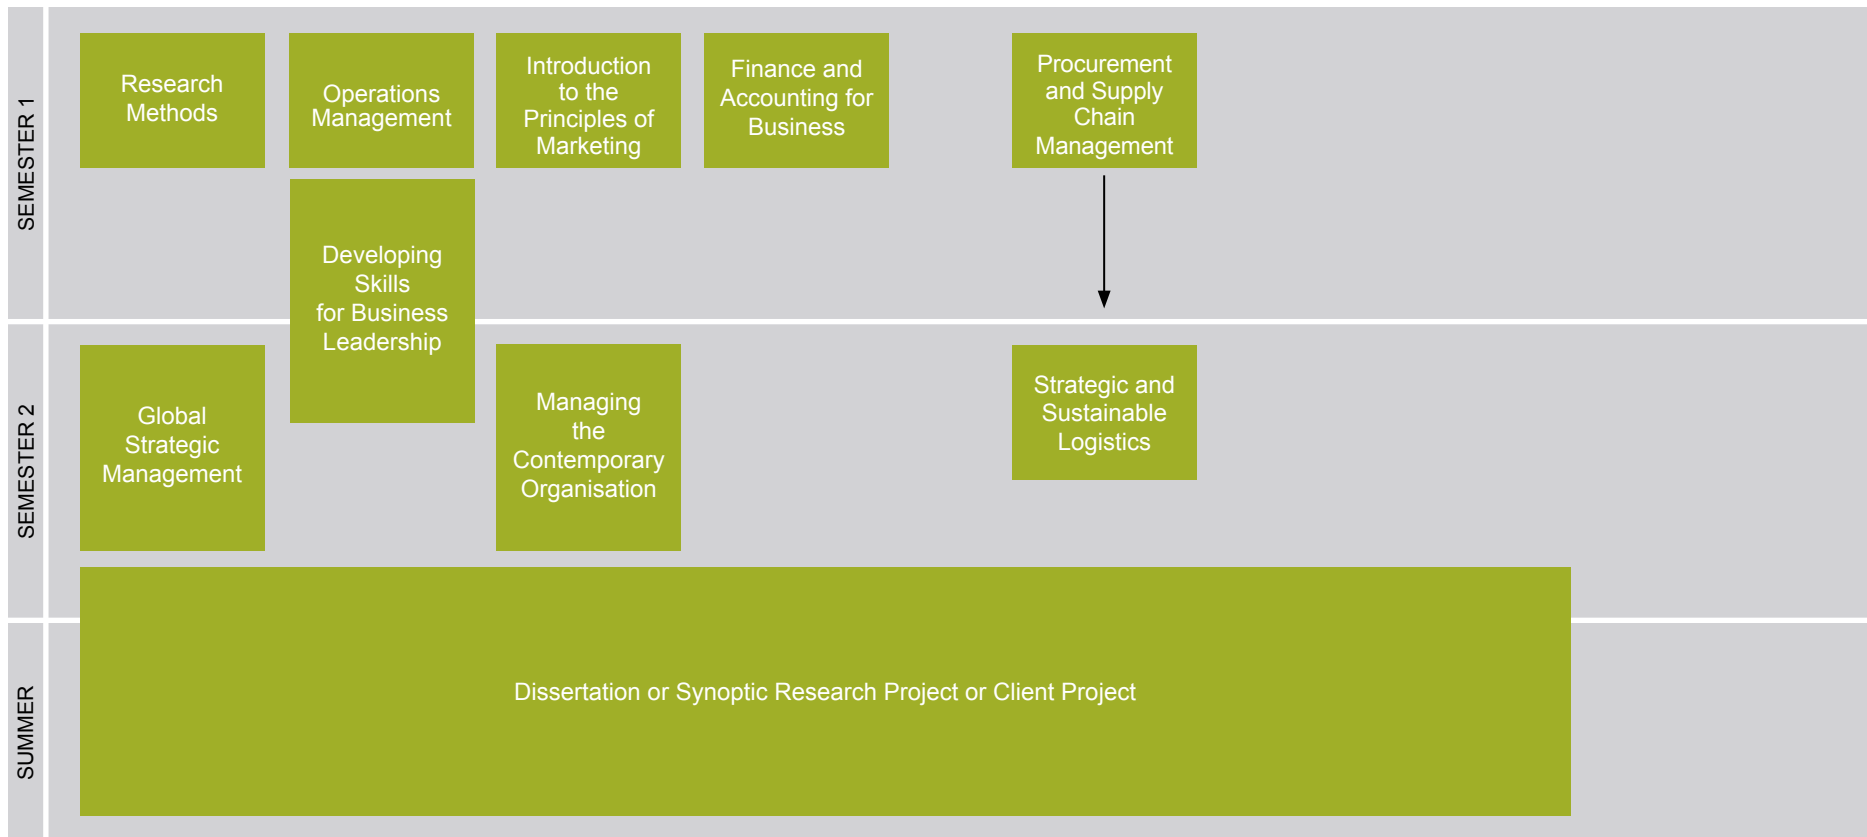 SEMESTER 1
Research
Methods
Operations
Management
Introduction
to the
Principles of
Marketing
Finance and
Accounting for
Business
Procurement
and Supply
Chain
Management
Developing
Skills
for Business
Leadership
SEMESTER 2
Global
Strategic
Management
Managing
the
Contemporary
Organisation
Strategic and
Sustainable
Logistics
SUMMER
Dissertation or Synoptic Research Project or Client Project